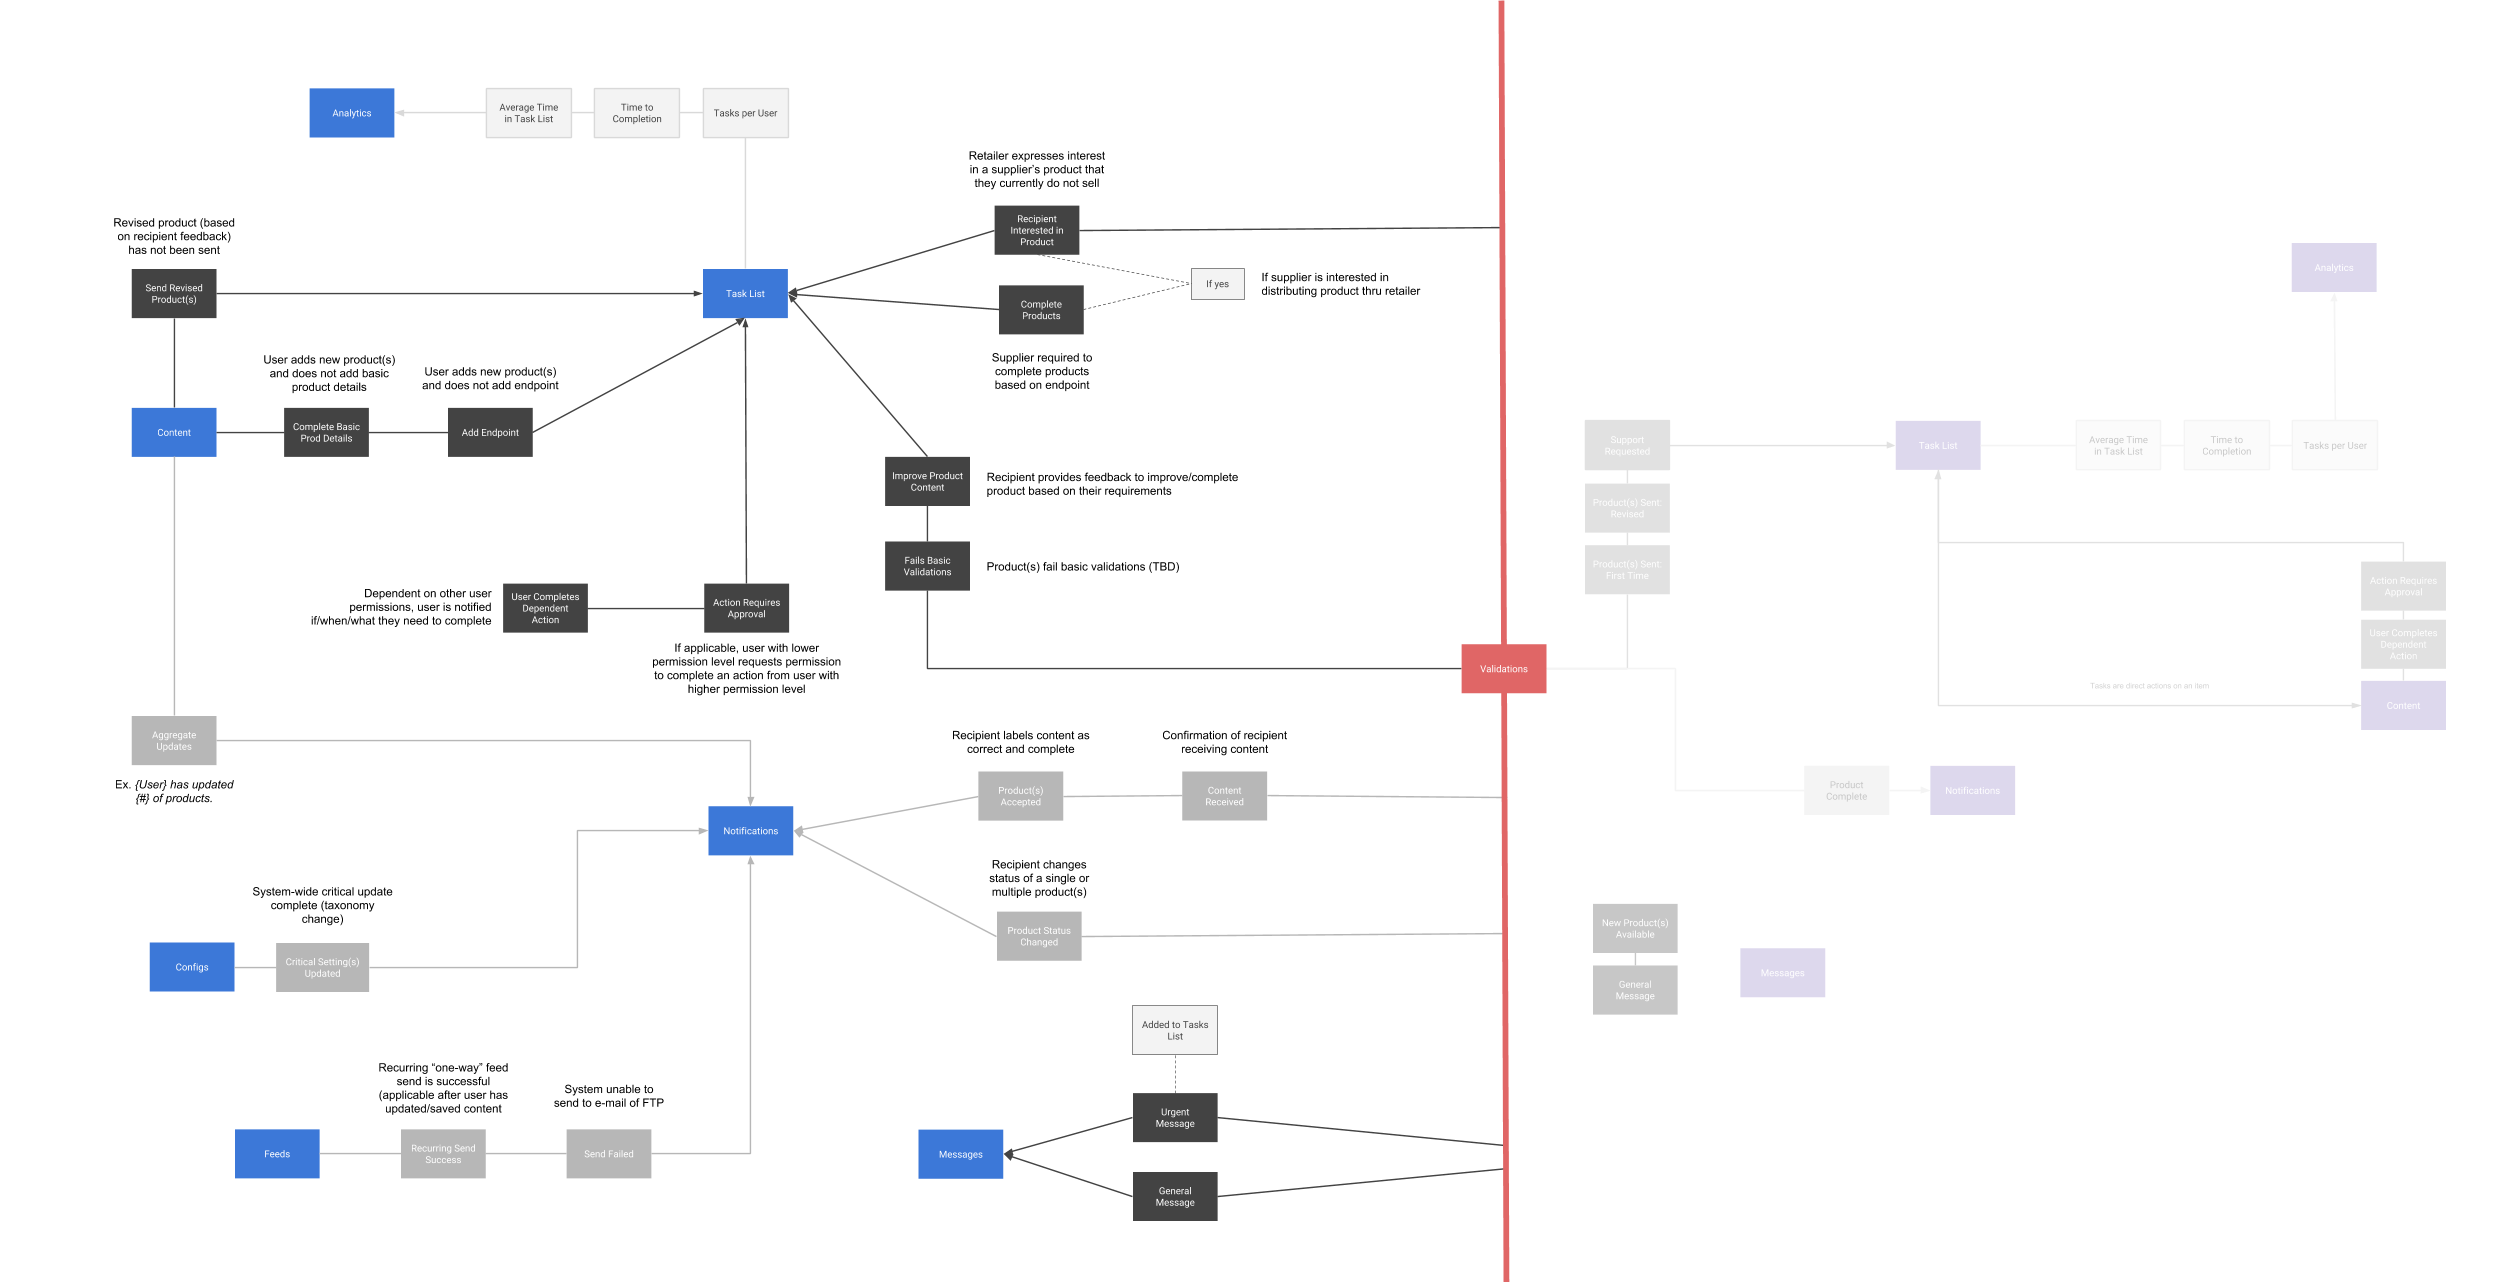 Analytics
Average Time
in Task List
Time to
Completion
Tasks per User
Retailer expresses interest
in a supplier's product that
they currently do not sell
Revised product (based
on recipient feedback)
has not been sent
Recipient
Interested in
Product
Send Revised
Product(s)
Task List
If yes
If supplier is interested in
distributing product thru retailer
Complete
Products
Supplier required to
complete products
based on endpoint
User adds new product(s)
and does not add basic
product details
User adds new product(s)
and does not add endpoint
Content
Complete Basic
Prod Details
Add Endpoint
Improve Product
Content
Recipient provides feedback to improve/complete
product based on their requirements
Fails Basic
Validations
Product(s) fail basic validations (TBD)
Dependent on other user
permissions, user is notified
if/when/what they need to complete
User Completes
Dependent
Action
Action Requires
Approval
If applicable, user with lower
permission level requests permission
to complete an action from user with
higher permission level
Validations
Aggregate
Updates
Ex. {User} has updated
{#} of products.
Recipient labels content as
correct and complete
Confirmation of recipient
receiving content
Product(s)
Accepted
Content
Received
Notifications
Recipient changes
status of a single or
multiple product(s)
Product Status
Changed
System-wide critical update
complete (taxonomy
change)
Configs
Critical Setting(s)
Updated
Added to Tasks
List
Recurring “one-way” feed
send is successful
(applicable after user has
updated/saved content
System unable to
send to e-mail of FTP
Feeds
Recurring Send
Success
Send Failed
Messages
Urgent
Message
General
Message
Analytics
Support
Requested
Task List
Average Time
in Task List
Time to
Completion
Tasks per User
Product(s) Sent
Revised
Product(s) Sent:
First Time
Action Requires
Approval
User Completes
Dependent
Action
Tasks are direct actions on an item
Content
Product
Complete
Notifications
New Product(s)
Available
General
Message
Messages